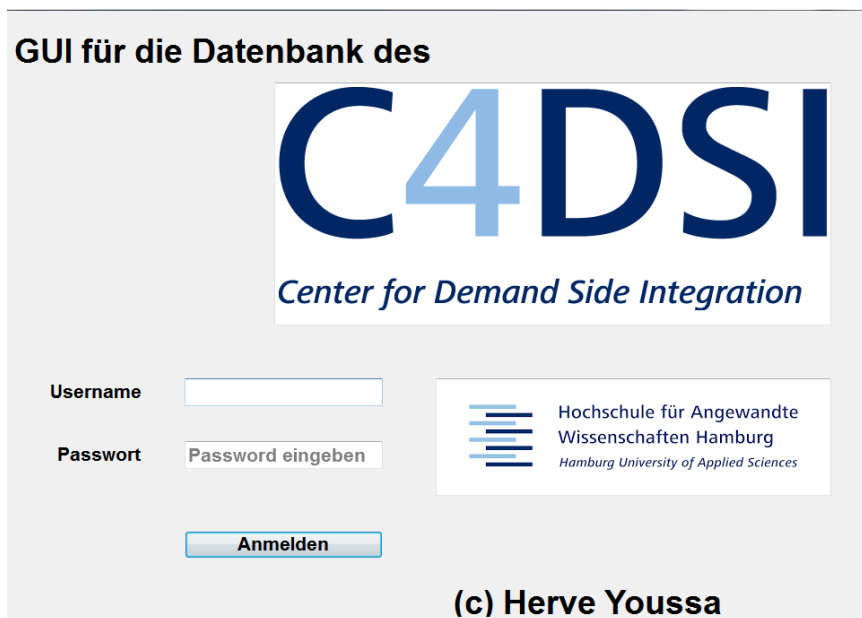 GUI für die Datenbank des
C4DSI
Center for Demand Side Integration
Username
Hochschule für Angewandte
Wissenschaften Hamburg
Hamburg University of Applied Sciences
Passwort
Password eingeben
Anmelden
(c) Herve Youssa